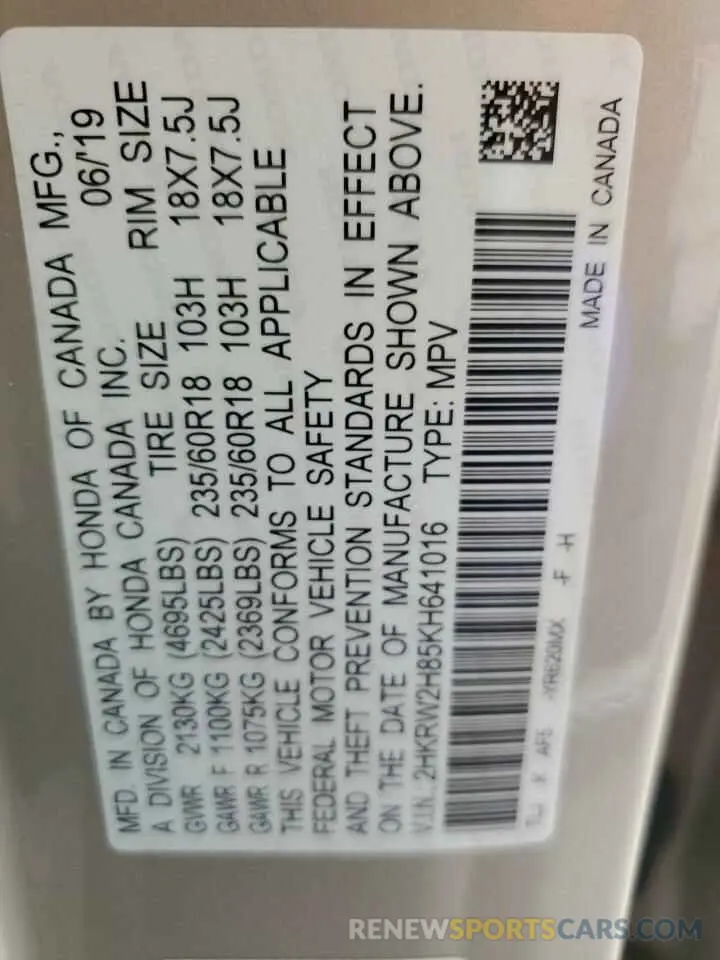 MFD. IN CANADA BY HONDA OF CANADA MFG.,
A DIVISION OF HONDA CANADA INC. 06/'19
TIRE SIZE RIM SIZE
GVWR 2130KG (4695LBS)
GAWR F 1100KG (2425LBS) 235/60R18 103H 18X7.5J
GAWR R 1075KG (2369LBS) 235/60R18 103H 18X7.5J
THIS VEHICLE CONFORMS TO ALL APPLICABLE
FEDERAL MOTOR VEHICLE SAFETY
AND THEFT PREVENTION STANDARDS IN EFFECT
ON THE DATE OF MANUFACTURE SHOWN ABOVE.
V.I.N. 2HKRW2H85KH641016 TYPE: MPV
K AF5 -YR620MX -F -H
MADE IN CANADA
RENEWSPORTSCARS.COM